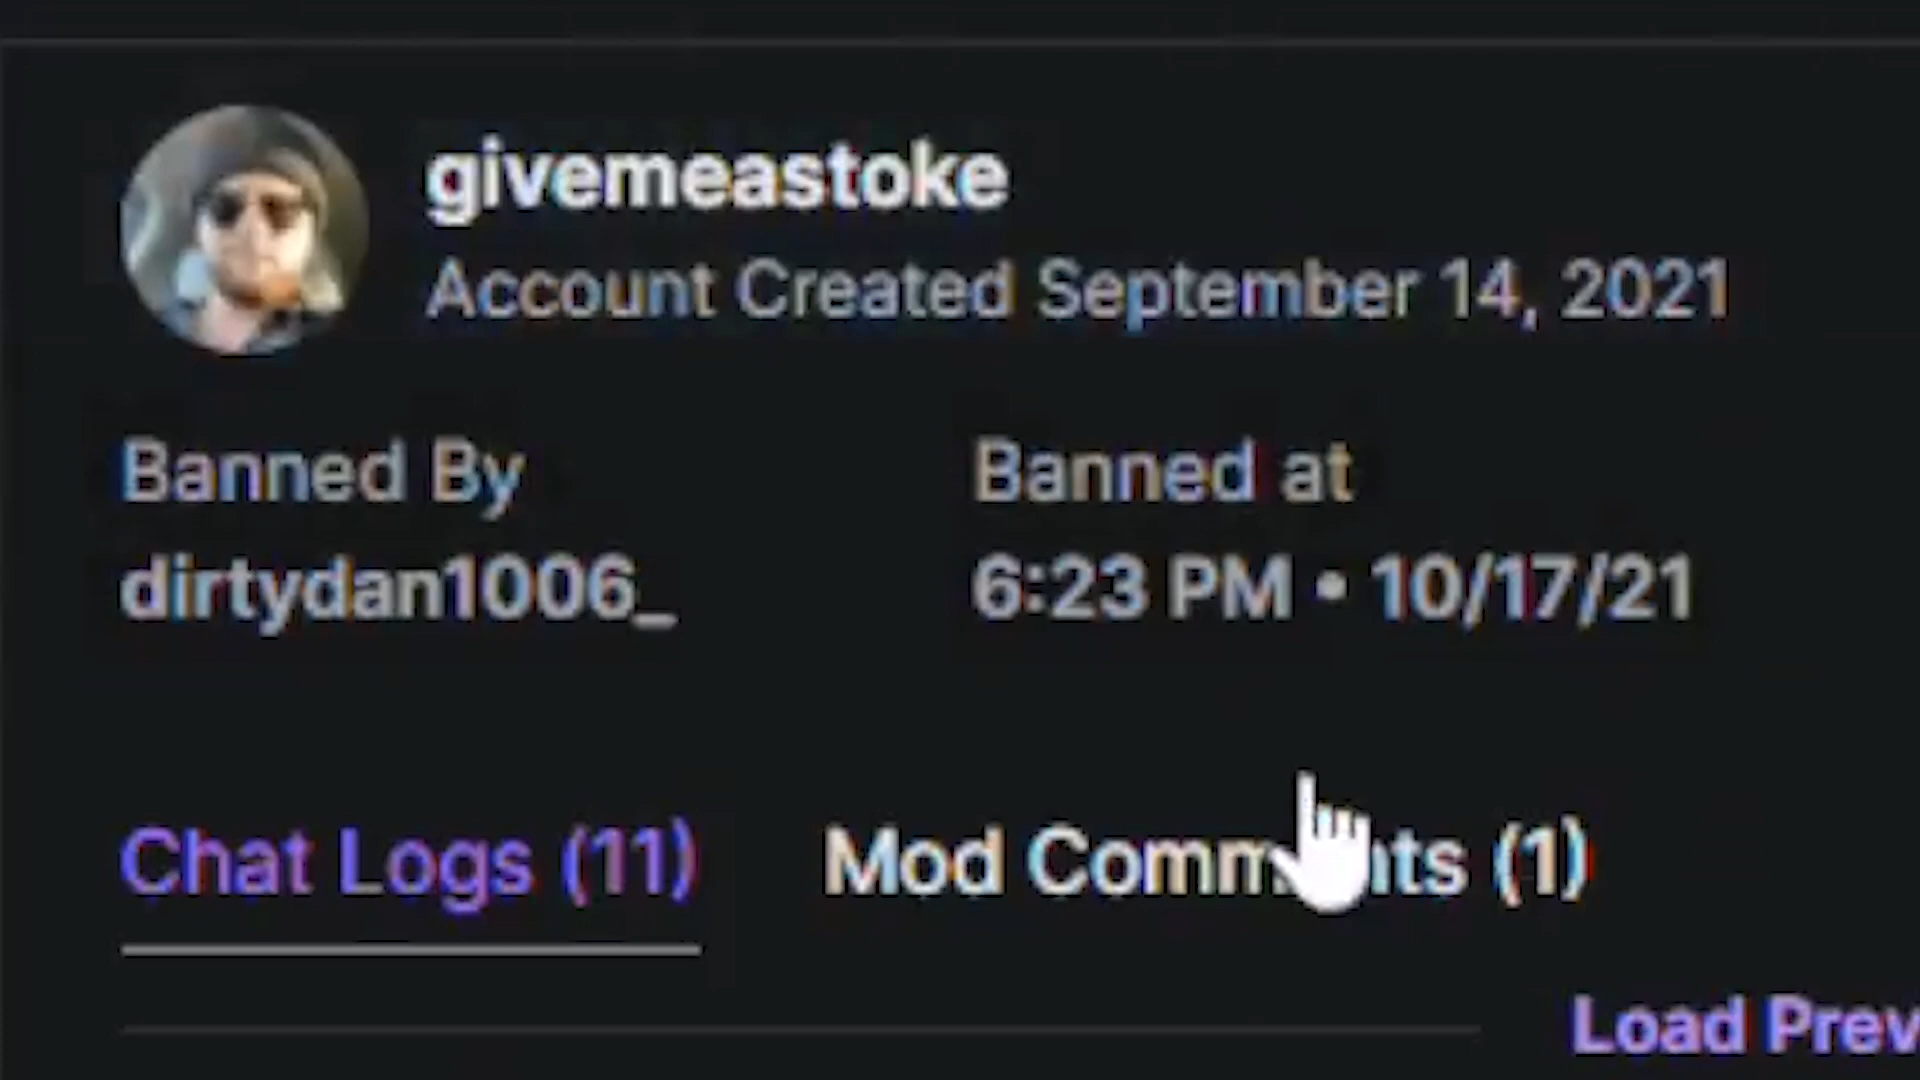 givemeastoke
Account Created September 14, 2021
Banned By
Banned at
dirtydan1006_
6:23 PM • 10/17/21
Chat Logs (11)
Mod Comments (1)
Load Prev